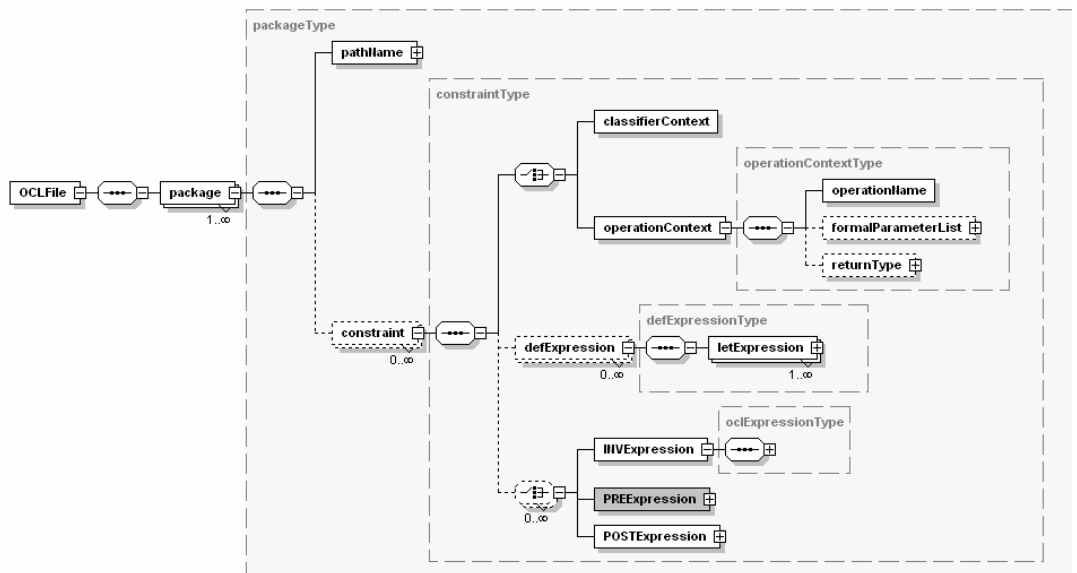 packageType
pathName
constraintType
classifierContext
operationContextType
OCLFile
package
1..∞
operationName
operationContext
formalParameterList
returnType
constraint
0..∞
defExpressionType
defExpression
0..∞
letExpression
1..∞
oclExpressionType
INVExpression
PREExpression
0..∞
POSTExpression